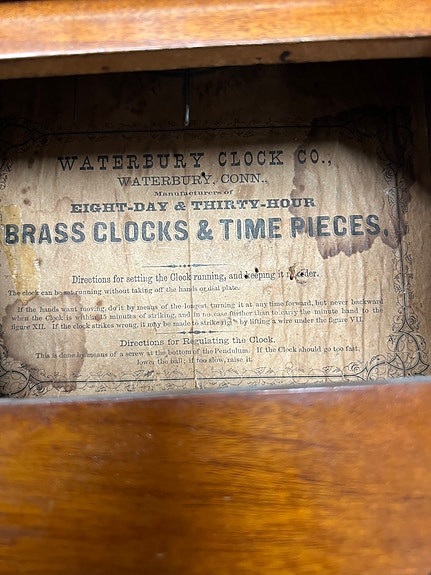 WATERBURY CLOCK CO.,
WATERBURY, CONN.,
Manufacturers of
EIGHT-DAY & THIRTY-HOUR
BRASS CLOCKS & TIME PIECES.
Directions for setting the Clock running, and keeping it in order.
The clock can be set running without taking off the hands or dial plate.
If the hands want moving, do it by means of the longest, turning it at any time forward, but never backward
when the Clock is within 15 minutes of striking, and in no case further than to carry the minute hand to the
figure XII. If the clock strikes wrong, it may be made to strike right by lifting a wire under the figure VII.
Directions for Regulating the Clock.
This is done by means of a screw at the bottom of the Pendulum. If the Clock should go too fast,
lower the ball; if too slow, raise it.